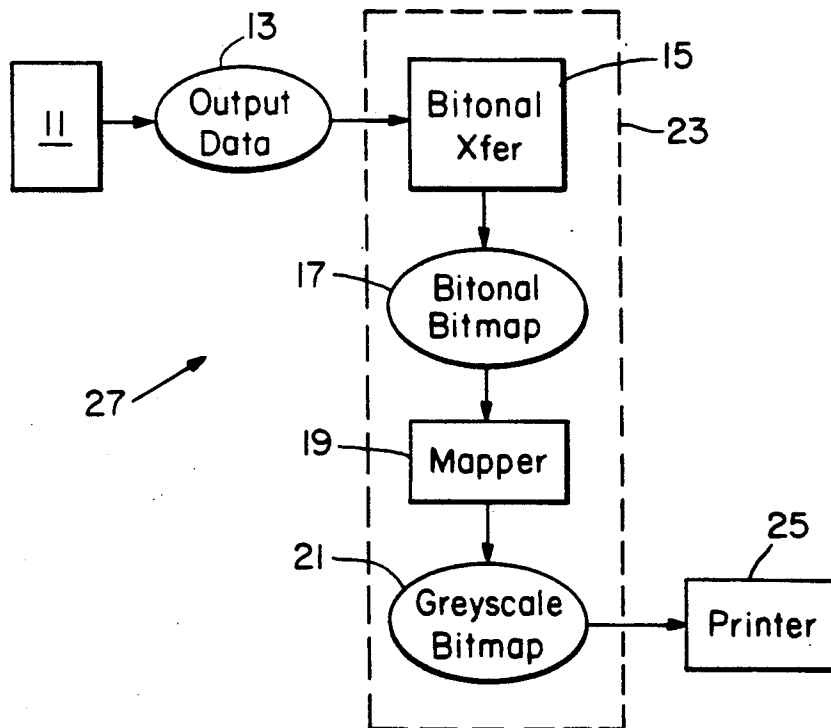 13
11
Output
Data
15
Bitonal
Xfer
23
17
Bitonal
Bitmap
27
19
Mapper
21
Greyscale
Bitmap
25
Printer